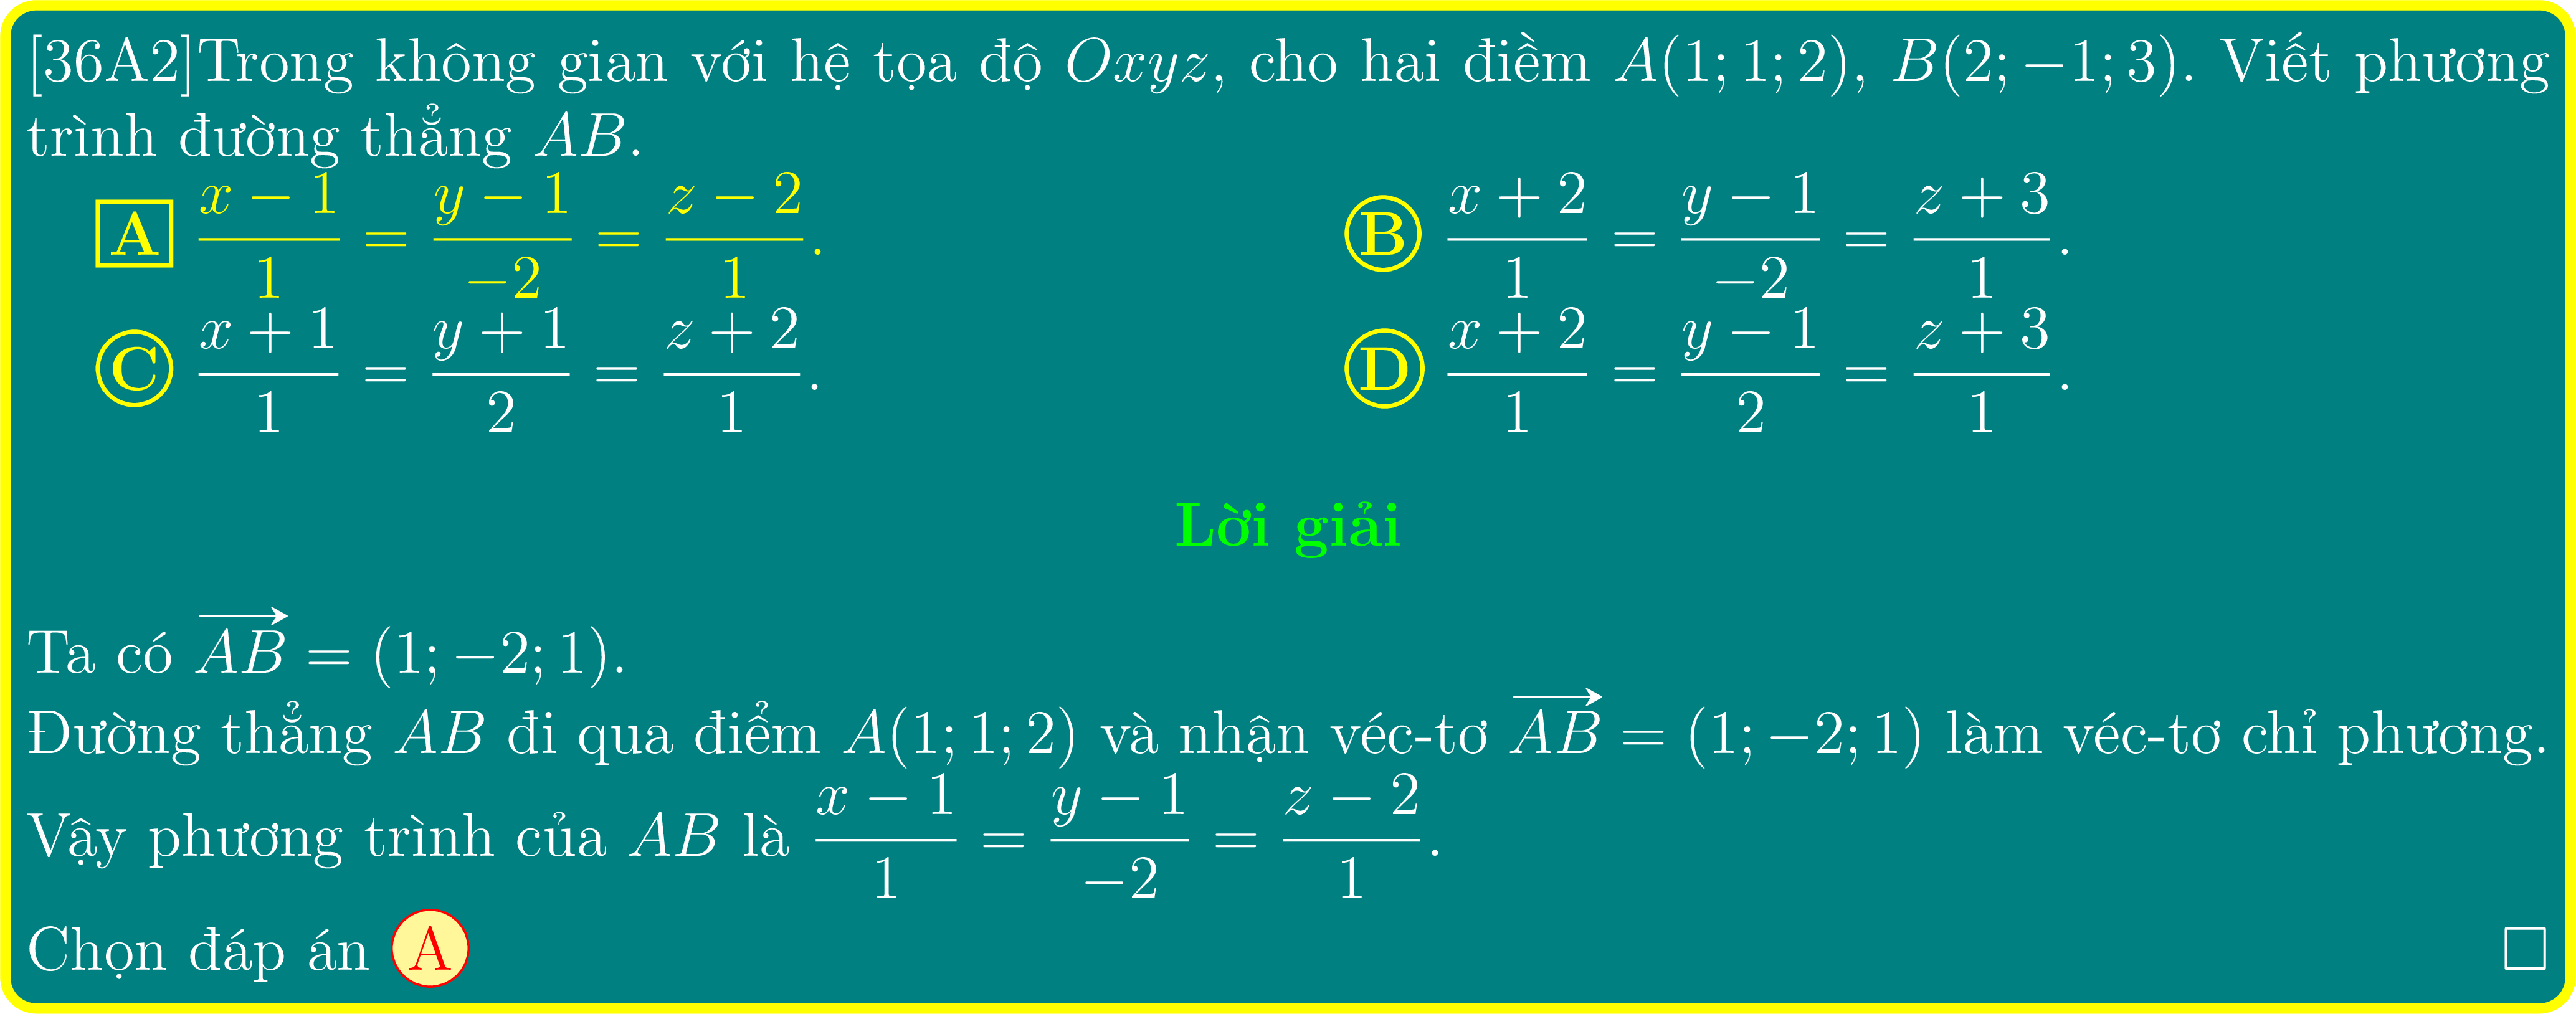 [36A2]Trong không gian với hệ tọa độ Oxyz, cho hai điềm A(1; 1; 2), B(2; −1; 3). Viết phương
trình đường thẳng AB.
A \frac{x − 1}{1} = \frac{y − 1}{−2} = \frac{z − 2}{1}. B \frac{x + 2}{1} = \frac{y − 1}{−2} = \frac{z + 3}{1}.
C \frac{x + 1}{1} = \frac{y + 1}{2} = \frac{z + 2}{1}. D \frac{x + 2}{1} = \frac{y − 1}{2} = \frac{z + 3}{1}.
Lời giải
Ta có \overrightarrow{AB} = (1; −2; 1).
Đường thẳng AB đi qua điểm A(1; 1; 2) và nhận véc-tơ \overrightarrow{AB} = (1; −2; 1) làm véc-tơ chỉ phương.
Vậy phương trình của AB là \frac{x − 1}{1} = \frac{y − 1}{−2} = \frac{z − 2}{1}.
Chọn đáp án A □